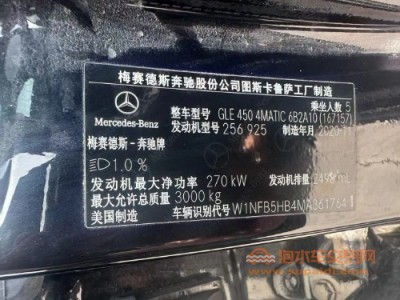 梅赛德斯奔驰股份公司图斯卡鲁萨工厂制造
乘坐人数 5
Mercedes-Benz
整车型号 GLE 450 4MATIC 6B2A10 (167157)
发动机型号 256 925 制造年月 2020-11
梅赛德斯-奔驰牌
1.0 %
发动机最大净功率 270 kW 发动机排量 mL
最大允许总质量 3000 kg
美国制造 车辆识别代号 W1NFB5HB4MA361764